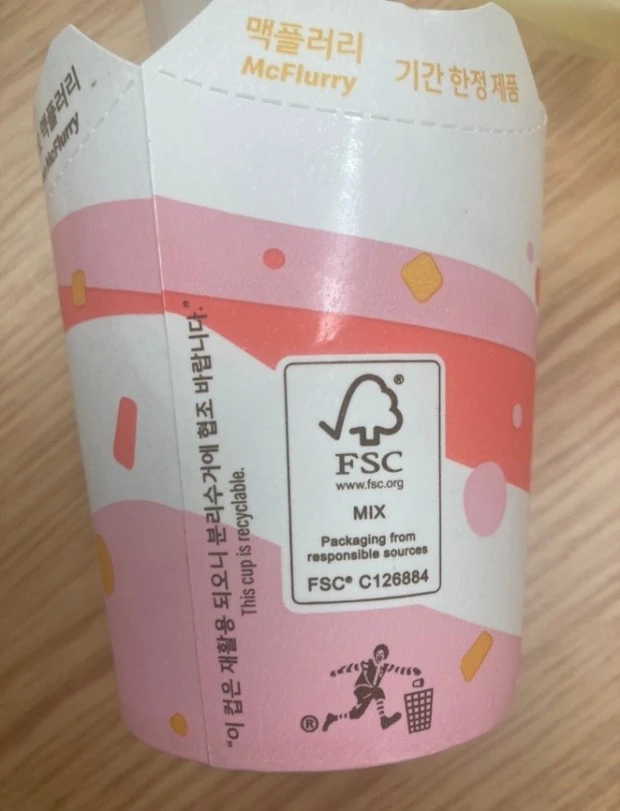 맥플러리
McFlurry
기간 한정 제품
맥플러리
McFlurry
"이 컵은 재활용 되오니 분리수거에 협조 바랍니다."
This cup is recyclable.
®
FSC
www.fsc.org
MIX
Packaging from
responsible sources
FSC® C126884
®